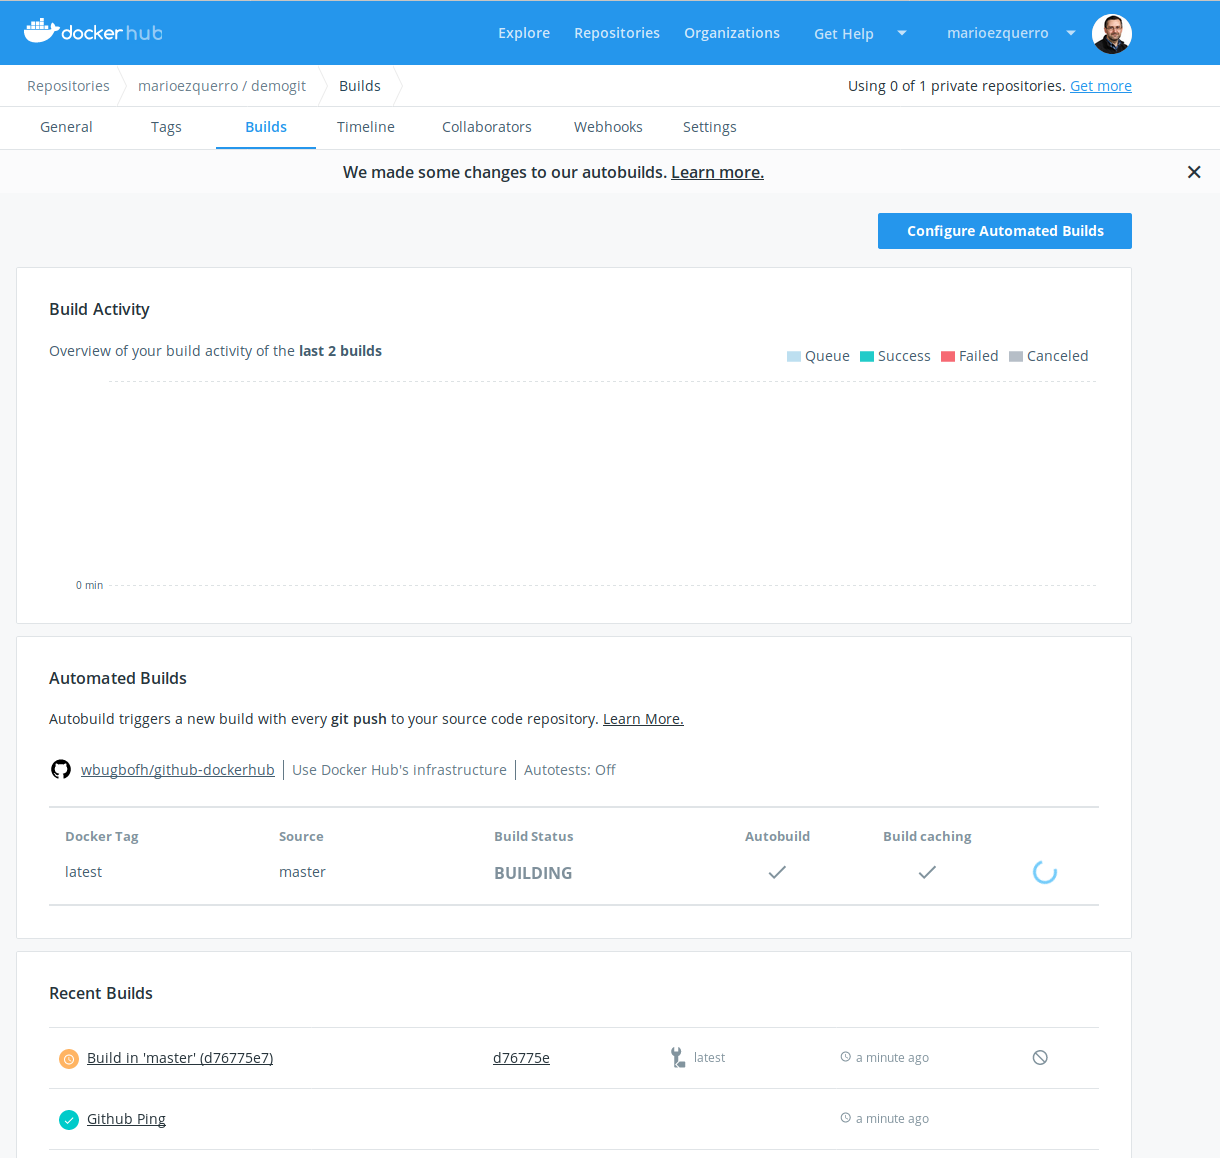 docker hub
Explore Repositories Organizations Get Help marioezquerro
Repositories marioezquerro / demogit Builds Using 0 of 1 private repositories. Get more
General Tags Builds Timeline Collaborators Webhooks Settings
We made some changes to our autobuilds. Learn more.
Configure Automated Builds
Build Activity
Overview of your build activity of the last 2 builds
Queue Success Failed Canceled
0 min
Automated Builds
Autobuild triggers a new build with every git push to your source code repository. Learn More.
wbugbofh/github-dockerhub Use Docker Hub's infrastructure Autotests: Off
Docker Tag Source Build Status Autobuild Build caching
latest master BUILDING
Recent Builds
Build in 'master' (d76775e7) d76775e latest a minute ago
Github Ping a minute ago